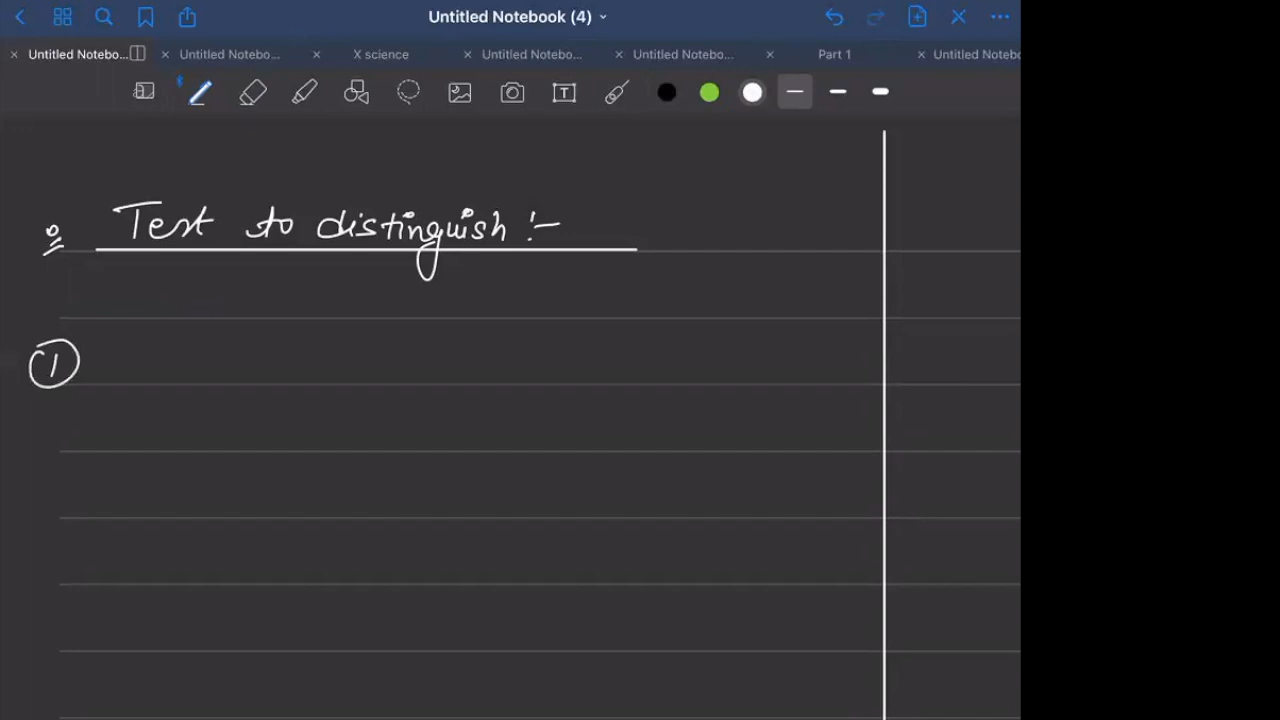 Untitled Notebook (4)
Untitled Notebo... Untitled Notebo... X science Untitled Notebo... Untitled Notebo... Part 1 Untitled Notebo
T
Test to distinguish :-
1